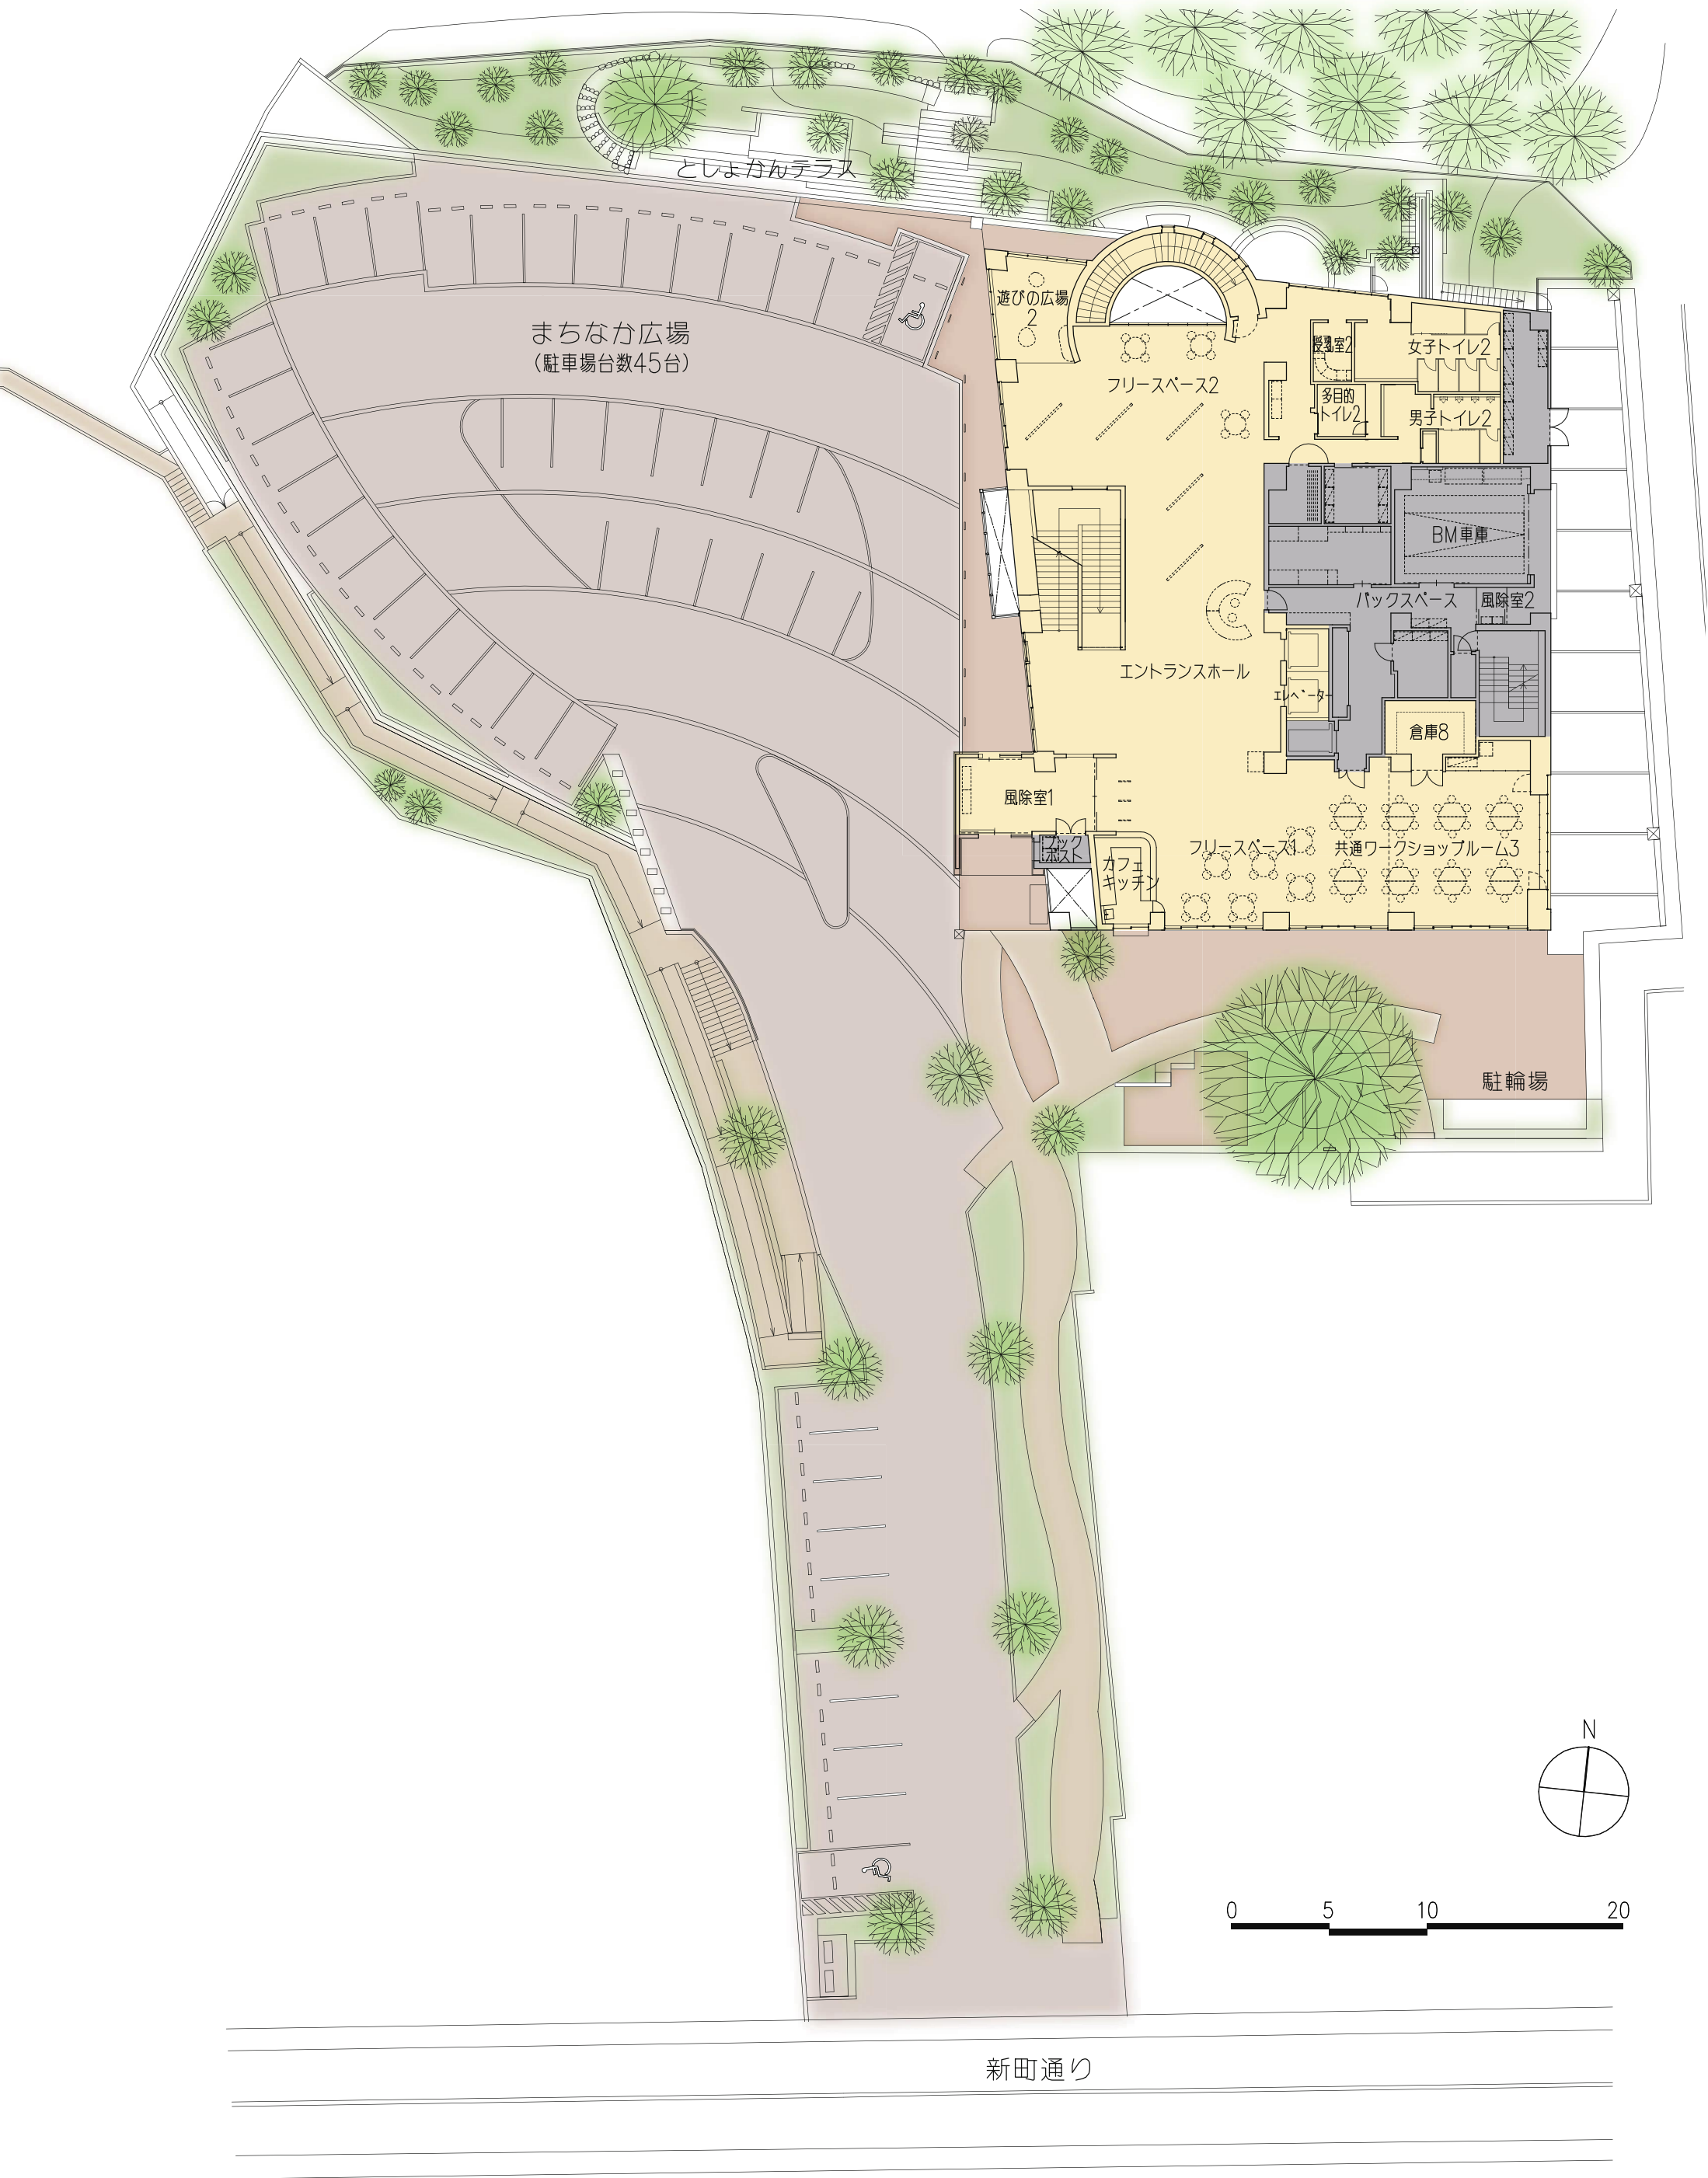 としょかんテラス
まちなか広場
(駐車場台数45台)
遊びの広場
2
フリースペース2
授乳室2
女子トイレ2
多目的
トイレ2
男子トイレ2
BM車庫
バックスペース
風除室2
エントランスホール
エレベーター
倉庫8
風除室1
ブック
ポスト
カフェ
キッチン
フリースペース1
共通ワークショップルーム3
駐輪場
N
0 5 10 20
新町通り